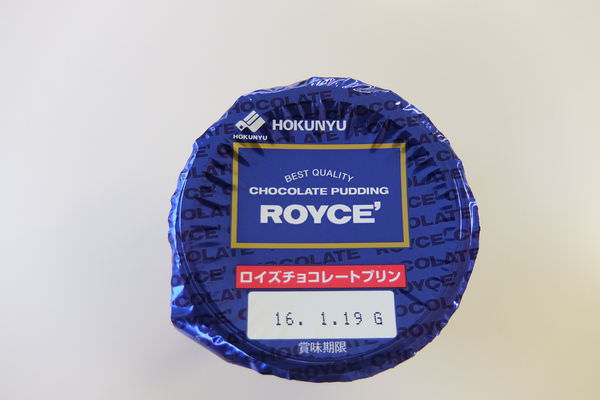 HOKUNYU
HOKUNYU
BEST QUALITY
CHOCOLATE PUDDING
ROYCE'
ロイズチョコレートプリン
16. 1.19 G
賞味期限